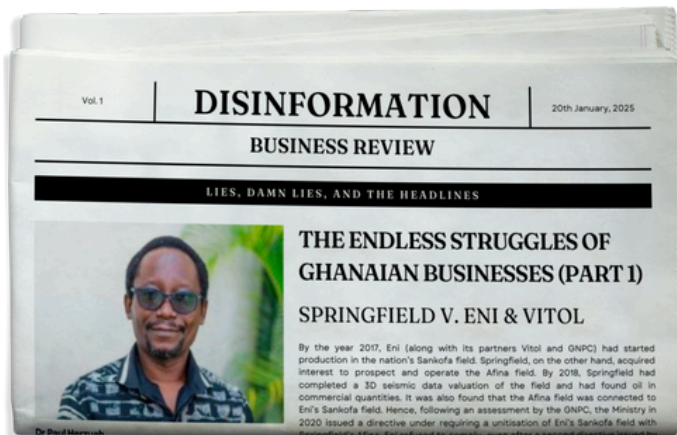 Vol. 1
DISINFORMATION
20th January, 2025
BUSINESS REVIEW
LIES, DAMN LIES, AND THE HEADLINES
THE ENDLESS STRUGGLES OF
GHANAIAN BUSINESSES (PART 1)
SPRINGFIELD V. ENI & VITOL
By the year 2017, Eni (along with its partners Vitol and GNPC) had started
production in the nation's Sankofa field. Springfield, on the other hand, acquired
interest to prospect and operate the Afina field. By 2018, Springfield had
completed a 3D seismic data valuation of the field and had found oil in
commercial quantities. It was also found that the Afina field was connected to
Eni's Sankofa field. Hence, following an assessment by the GNPC, the Ministry in
2020 issued a directive under requiring a unitisation of Eni's Sankofa field with
Dr Paul